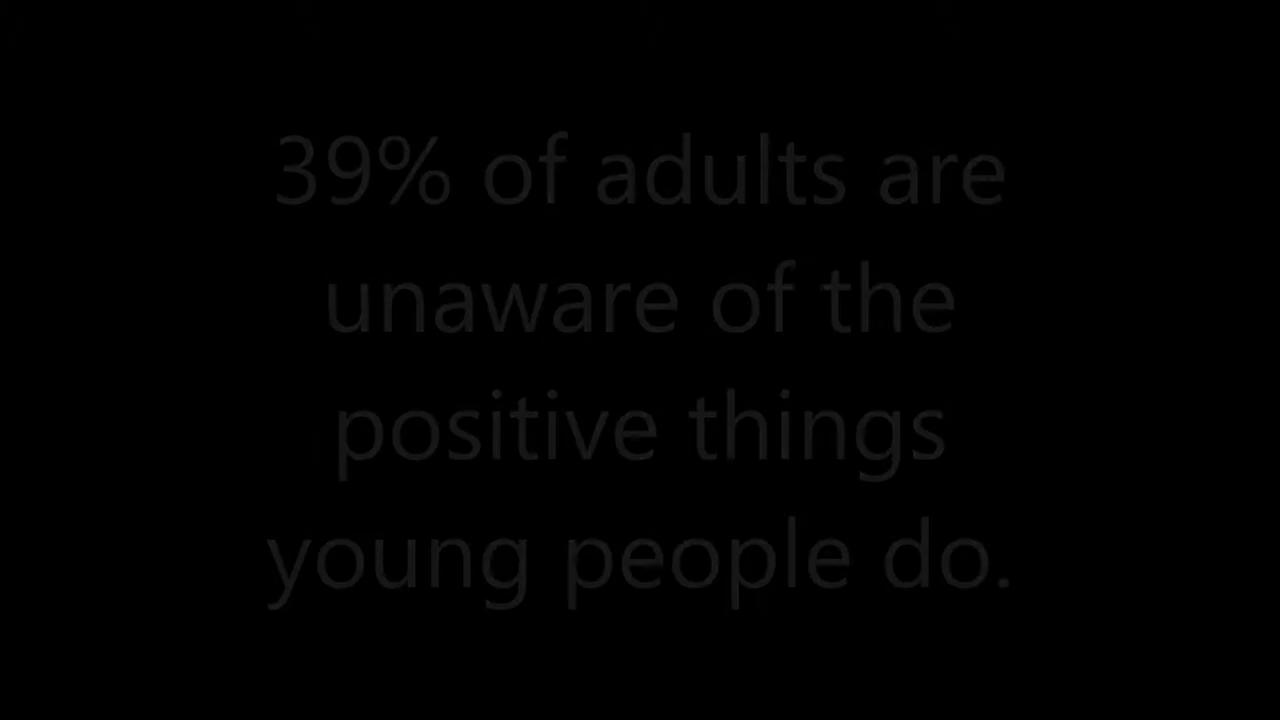 39% of adults are
unaware of the
positive things
young people do.